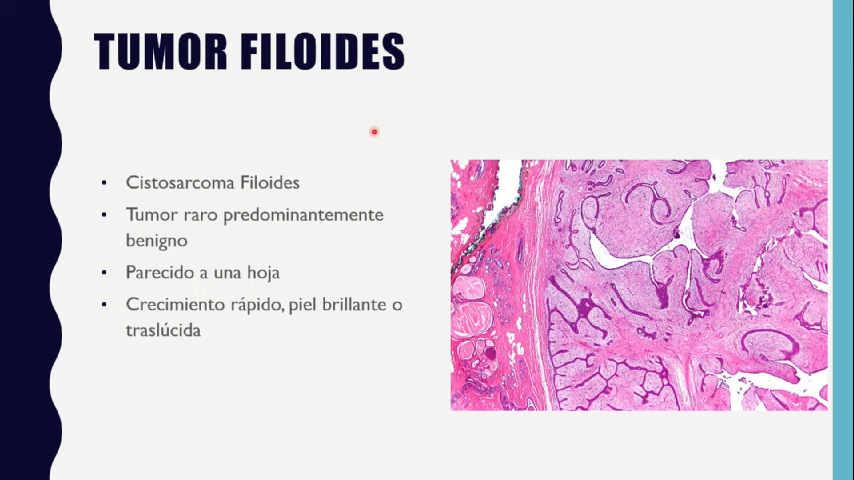 TUMOR FILOIDES
• Cistosarcoma Filoides
• Tumor raro predominantemente
benigno
• Parecido a una hoja
• Crecimiento rápido, piel brillante o
traslúcida